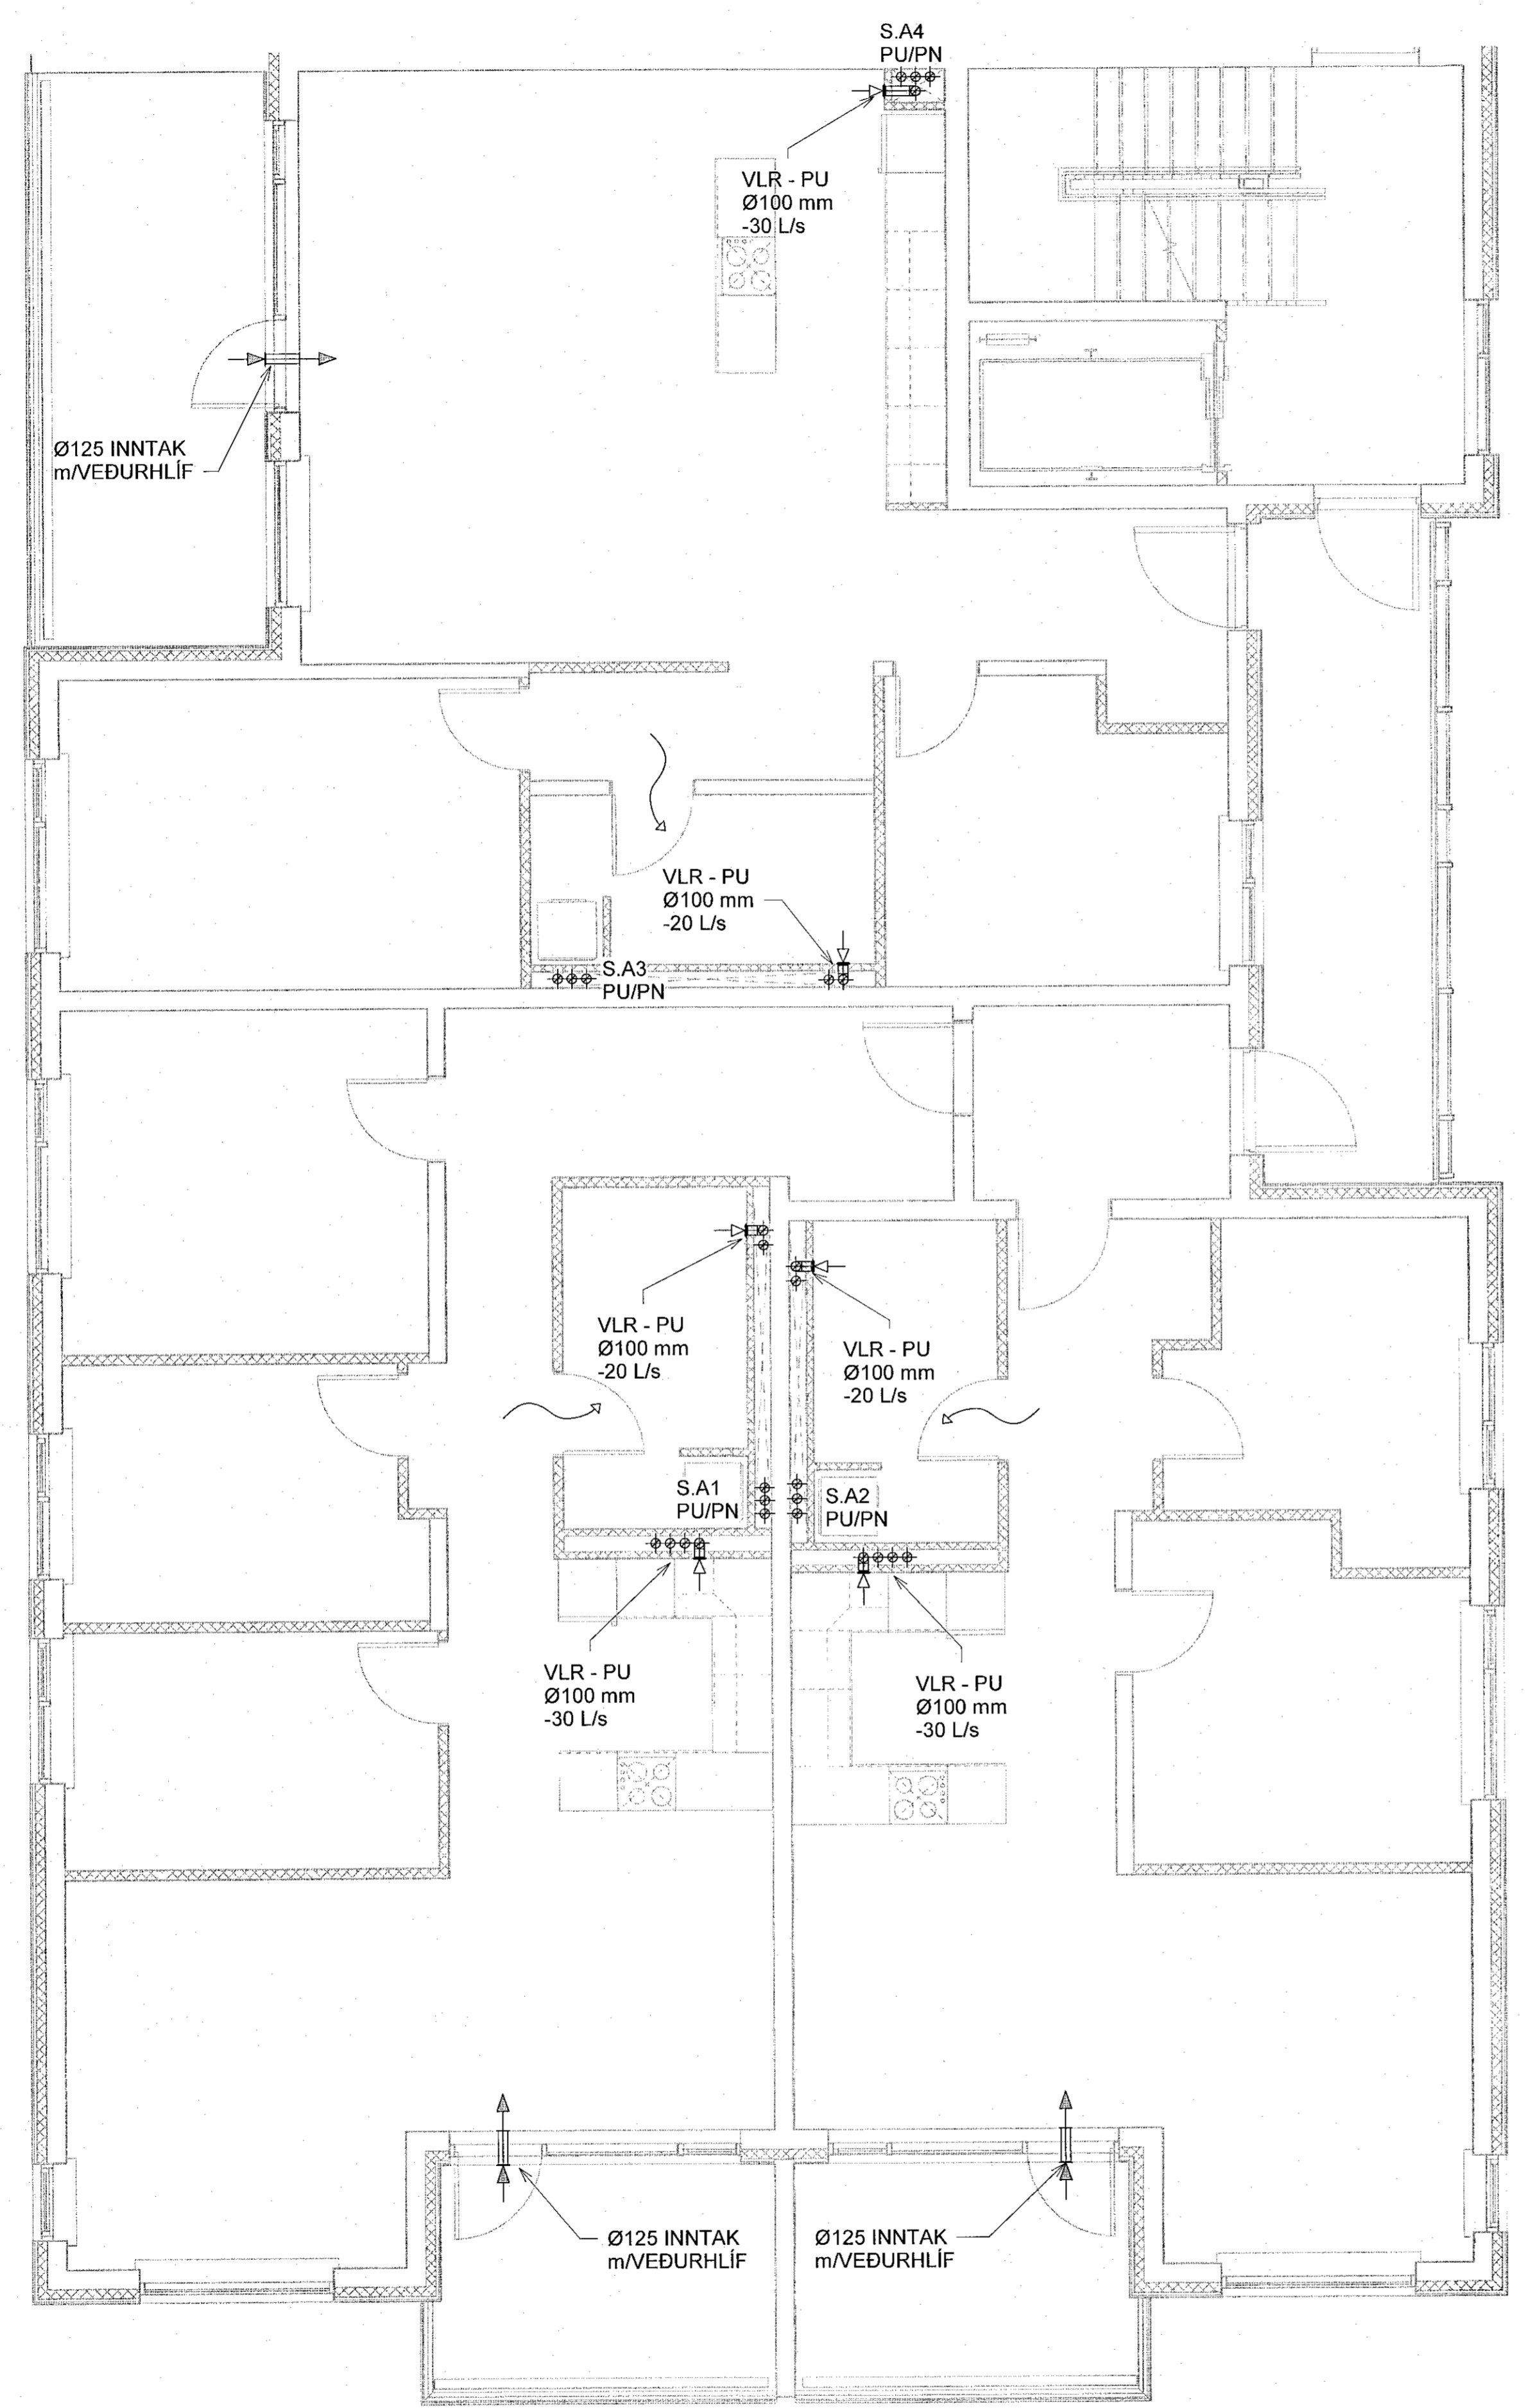 S.A4
PU/PN
VLR - PU
Ø100 mm
-30 L/s
Ø125 INNTAK
m/VEÐURHLÍF
VLR - PU
Ø100 mm
-20 L/s
S.A3
PU/PN
VLR - PU
Ø100 mm
-20 L/s
VLR - PU
Ø100 mm
-20 L/s
S.A1
PU/PN
S.A2
PU/PN
VLR - PU
Ø100 mm
-30 L/s
VLR - PU
Ø100 mm
-30 L/s
Ø125 INNTAK
m/VEÐURHLÍF
Ø125 INNTAK
m/VEÐURHLÍF